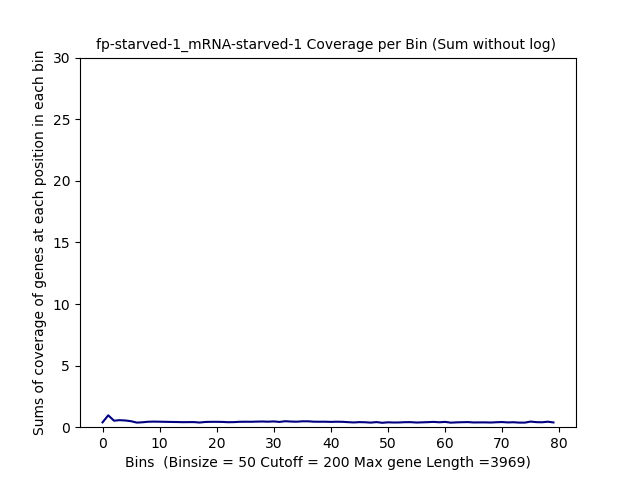 fp-starved-1_mRNA-starved-1 Coverage per Bin (Sum without log)
Sums of coverage of genes at each position in each bin
30
25
20
15
10
5
0
0 10 20 30 40 50 60 70 80
Bins  (Binsize = 50 Cutoff = 200 Max gene Length =3969)